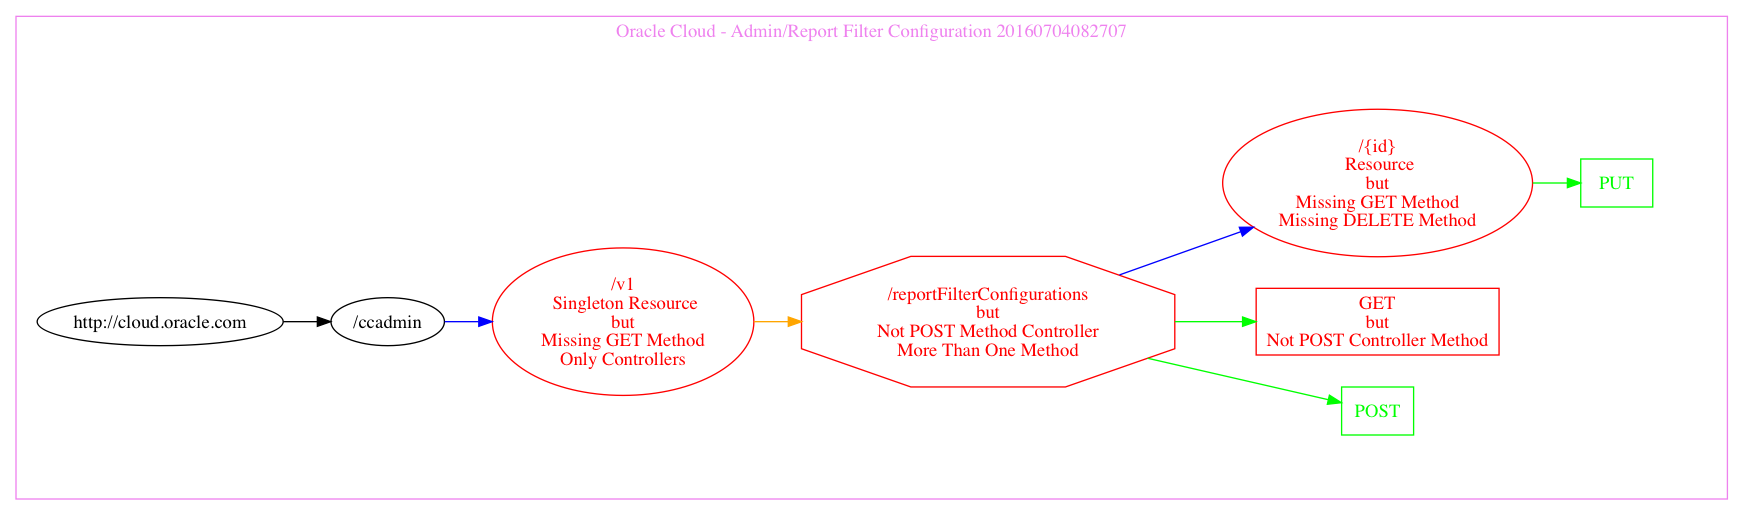 Oracle Cloud - Admin/Report Filter Configuration 20160704082707
http://cloud.oracle.com
/ccadmin
/v1
Singleton Resource
but
Missing GET Method
Only Controllers
/reportFilterConfigurations
but
Not POST Method Controller
More Than One Method
/{id}
Resource
but
Missing GET Method
Missing DELETE Method
PUT
GET
but
Not POST Controller Method
POST